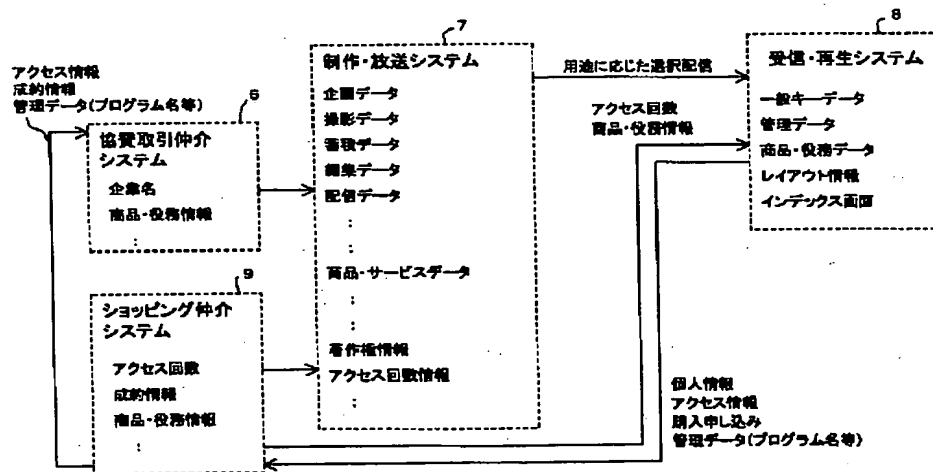 アクセス情報
成約情報
管理データ(プログラム名等)
6
協賛取引仲介
システム
企業名
商品・役務情報
:
7
制作・放送システム
企画データ
撮影データ
蓄積データ
編集データ
配信データ
:
:
商品・サービスデータ
:
:
著作権情報
アクセス回数情報
:
用途に応じた選択配信
アクセス回数
商品・役務情報
8
受信・再生システム
一般キーデータ
管理データ
商品・役務データ
レイアウト情報
インデックス画面
9
ショッピング仲介
システム
アクセス回数
成約情報
商品・役務情報
:
個人情報
アクセス情報
購入申し込み
管理データ(プログラム名等)